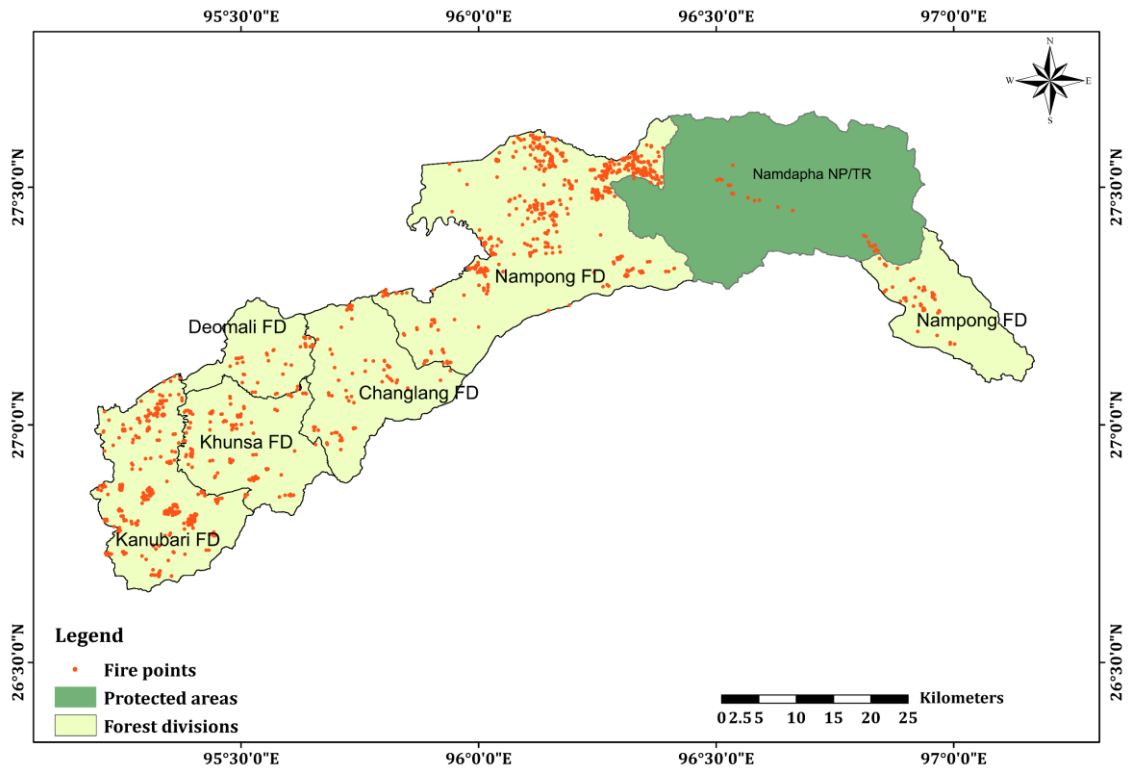 95°30'0"E 96°0'0"E 96°30'0"E 97°0'0"E
N
W E
S
27°30'0"N 27°30'0"N
Namdapha NP/TR
Nampong FD
Nampong FD
Deomali FD
Changlang FD
27°0'0"N 27°0'0"N
Khunsa FD
Kanubari FD
Legend
26°30'0"N 26°30'0"N
Fire points
Protected areas
Forest divisions
Kilometers
0 2.5 5 10 15 20 25
95°30'0"E 96°0'0"E 96°30'0"E 97°0'0"E